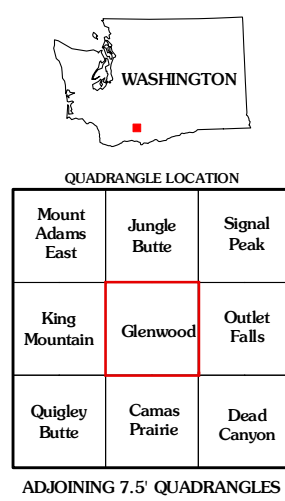 WASHINGTON
QUADRANGLE LOCATION
Mount
Adams
East
Jungle
Butte
Signal
Peak
King
Mountain
Glenwood
Outlet
Falls
Quigley
Butte
Camas
Prairie
Dead
Canyon
ADJOINING 7.5' QUADRANGLES